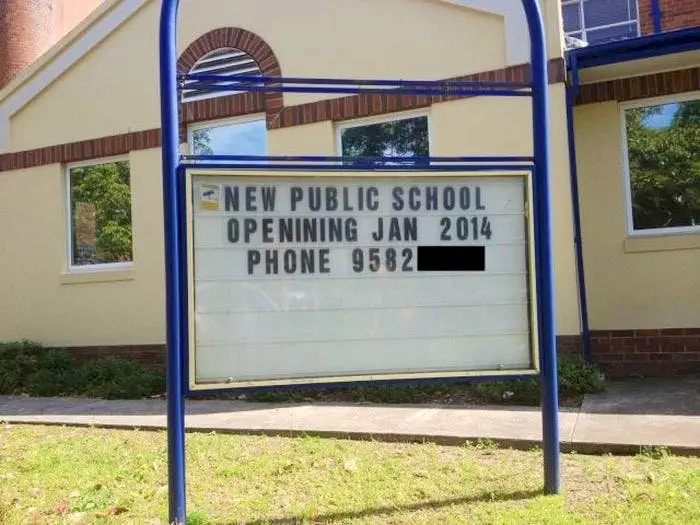 NEW PUBLIC SCHOOL
OPENINING JAN 2014
PHONE 9582